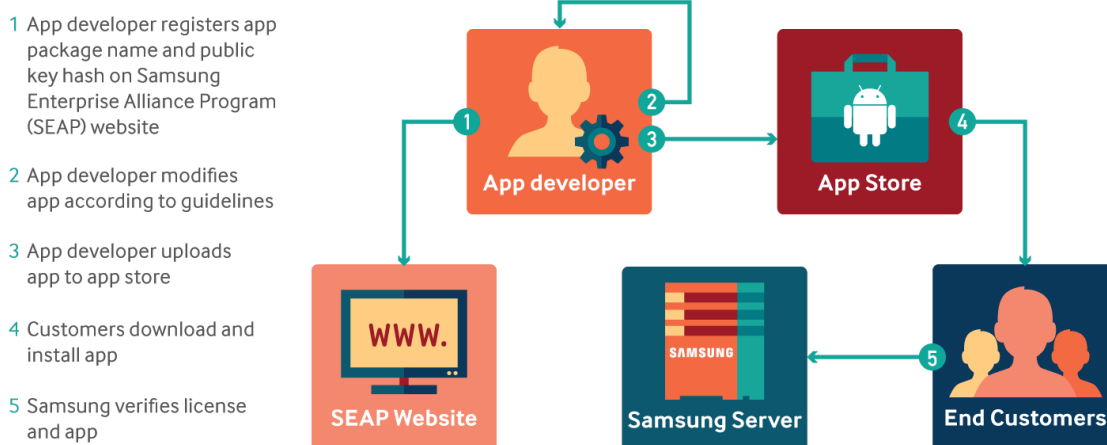 1 App developer registers app
package name and public
key hash on Samsung
Enterprise Alliance Program
(SEAP) website
2 App developer modifies
app according to guidelines
3 App developer uploads
app to app store
4 Customers download and
install app
5 Samsung verifies license
and app
1
2
3
App developer
4
App Store
WWW.
SEAP Website
SAMSUNG
Samsung Server
5
End Customers